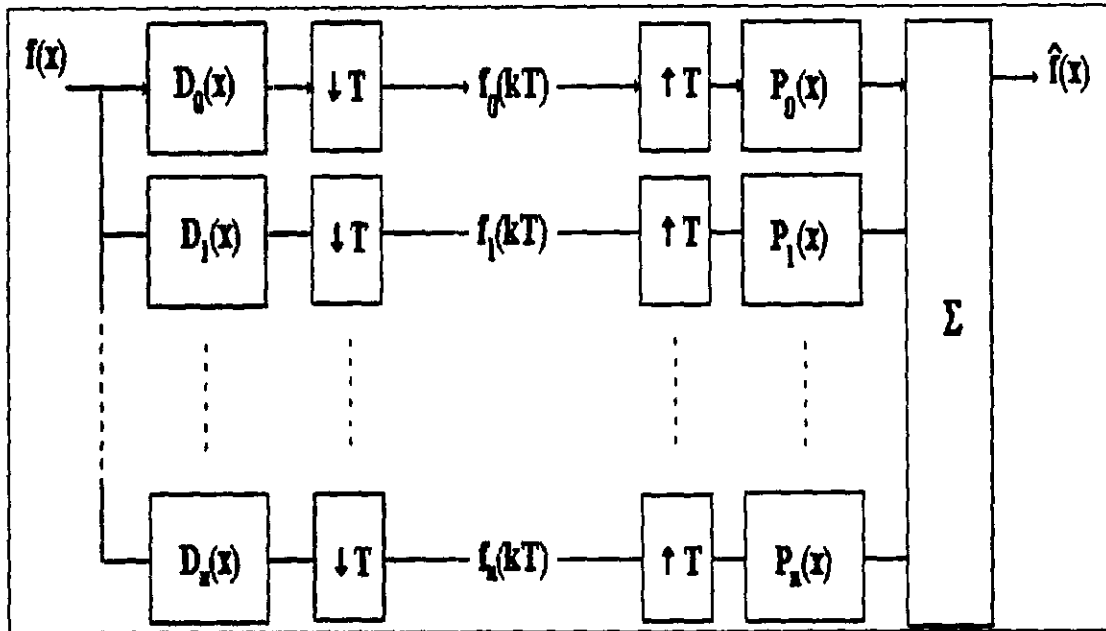 f(x) D₀(x) ↓ T f₀(kT) ↑ T P₀(x) f̂(x)
D₁(x) ↓ T f₁(kT) ↑ T P₁(x)
Σ
Dₙ(x) ↓ T fₙ(kT) ↑ T Pₙ(x)